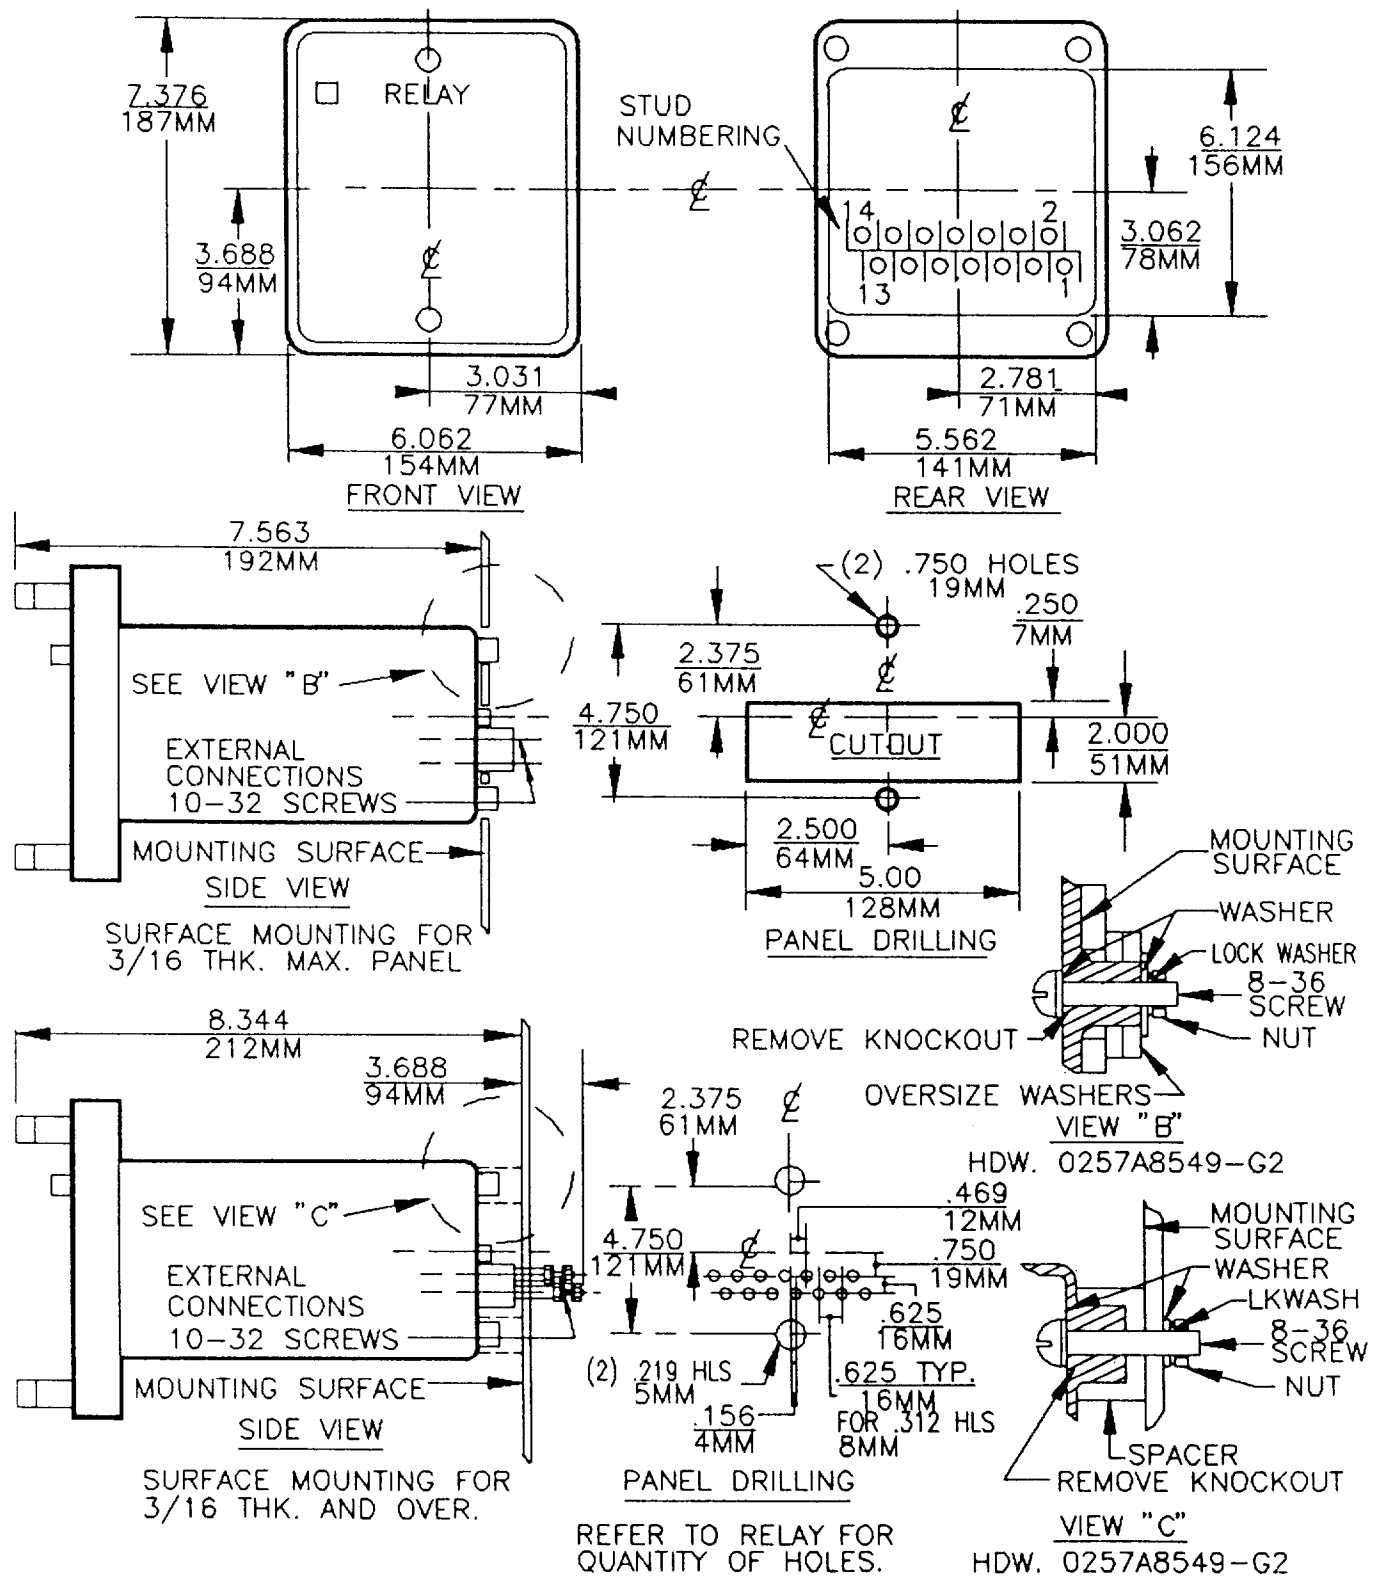 7.376
187MM
RELAY
3.688
94MM
℄
℄
3.031
77MM
6.062
154MM
FRONT VIEW
STUD
NUMBERING
℄
14
2
13
1
6.124
156MM
3.062
78MM
2.781
71MM
5.562
141MM
REAR VIEW
7.563
192MM
SEE VIEW "B"
EXTERNAL
CONNECTIONS
10-32 SCREWS
MOUNTING SURFACE
SIDE VIEW
SURFACE MOUNTING FOR
3/16 THK. MAX. PANEL
(2) .750 HOLES
19MM
.250
7MM
2.375
61MM
℄
4.750
121MM
℄
CUTOUT
2.000
51MM
2.500
64MM
5.00
128MM
PANEL DRILLING
MOUNTING
SURFACE
WASHER
LOCK WASHER
8-36
SCREW
NUT
REMOVE KNOCKOUT
OVERSIZE WASHERS
VIEW "B"
HDW. 0257A8549-G2
8.344
212MM
3.688
94MM
SEE VIEW "C"
EXTERNAL
CONNECTIONS
10-32 SCREWS
MOUNTING SURFACE
SIDE VIEW
SURFACE MOUNTING FOR
3/16 THK. AND OVER.
2.375
61MM
℄
.469
12MM
4.750
121MM
℄
.750
19MM
.625
16MM
(2) .219 HLS
5MM
.625 TYP.
16MM
FOR .312 HLS
8MM
.156
4MM
PANEL DRILLING
REFER TO RELAY FOR
QUANTITY OF HOLES.
MOUNTING
SURFACE
WASHER
LKWASH
8-36
SCREW
NUT
SPACER
REMOVE KNOCKOUT
VIEW "C"
HDW. 0257A8549-G2